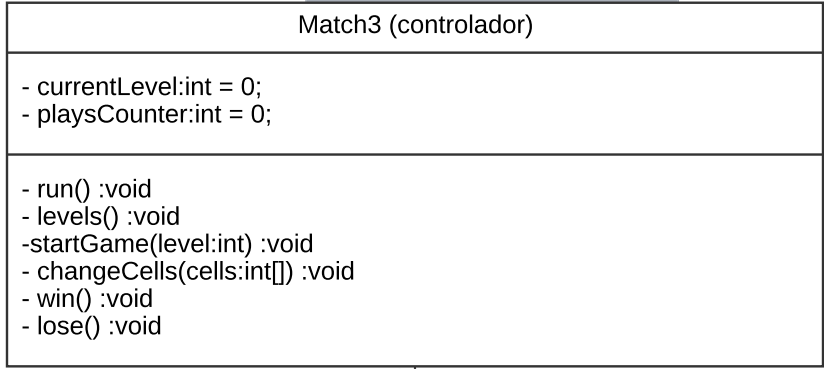 Match3 (controlador)
- currentLevel:int = 0;
- playsCounter:int = 0;
- run() :void
- levels() :void
-startGame(level:int) :void
- changeCells(cells:int[]) :void
- win() :void
- lose() :void